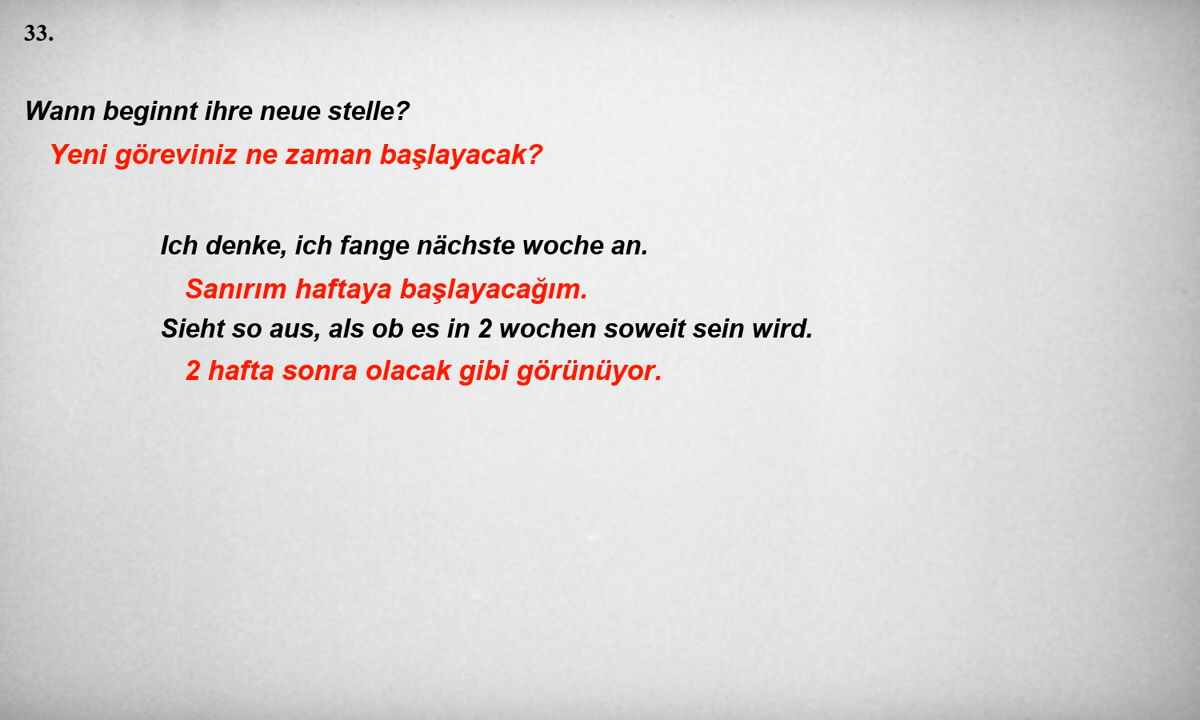 33.
Wann beginnt ihre neue stelle?
Yeni göreviniz ne zaman başlayacak?
Ich denke, ich fange nächste woche an.
Sanırım haftaya başlayacağım.
Sieht so aus, als ob es in 2 wochen soweit sein wird.
2 hafta sonra olacak gibi görünüyor.